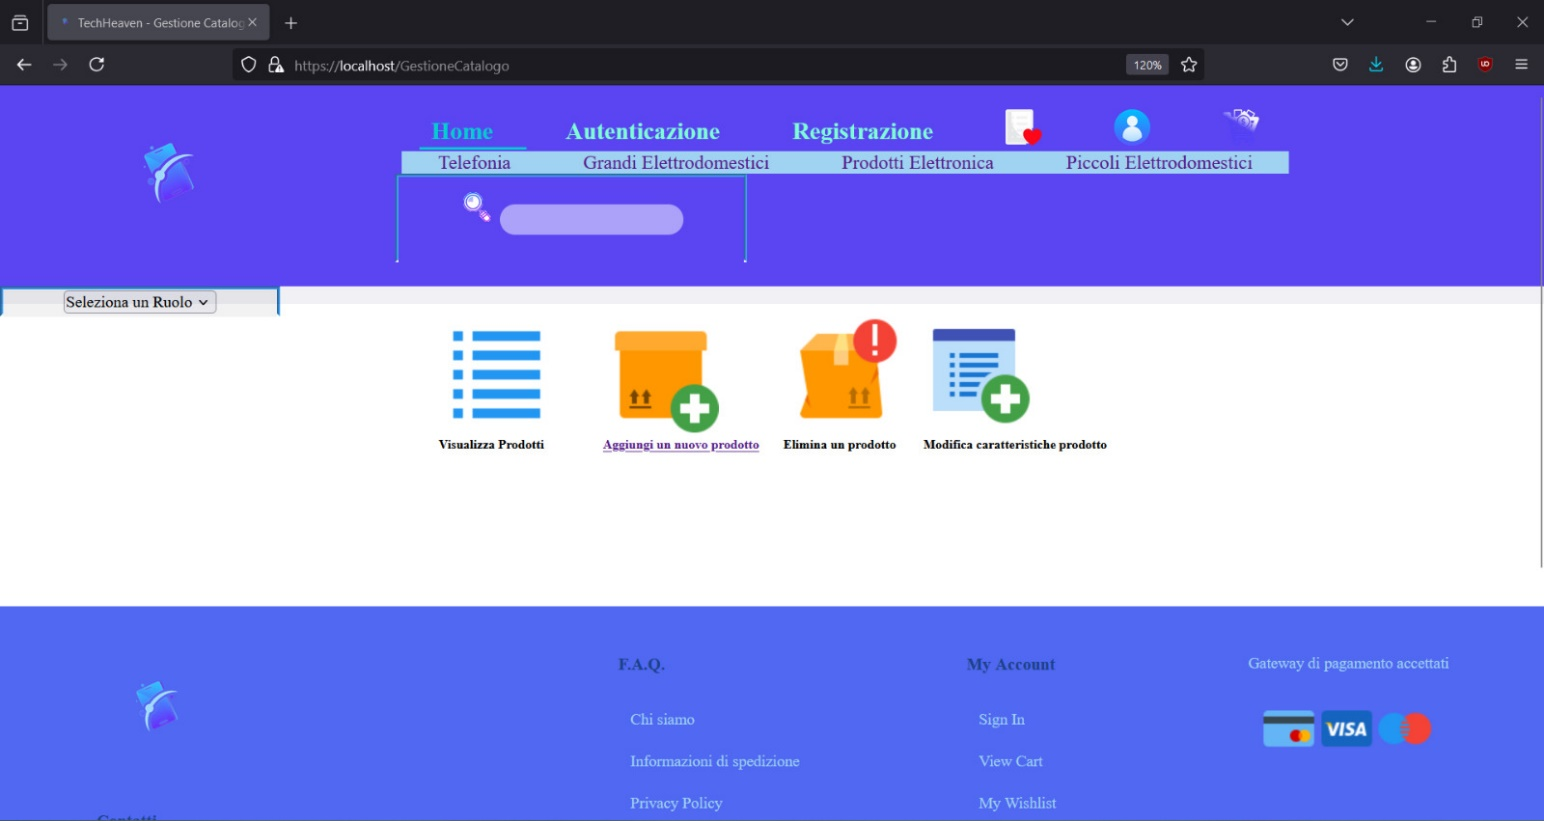 TechHeaven - Gestione Catalog
https://localhost/GestioneCatalogo
120%
Home
Autenticazione
Registrazione
Telefonia
Grandi Elettrodomestici
Prodotti Elettronica
Piccoli Elettrodomestici
Seleziona un Ruolo
Visualizza Prodotti
Aggiungi un nuovo prodotto
Elimina un prodotto
Modifica caratteristiche prodotto
F.A.Q.
My Account
Gateway di pagamento accettati
Chi siamo
Sign In
VISA
Informazioni di spedizione
View Cart
Privacy Policy
My Wishlist
Contatti